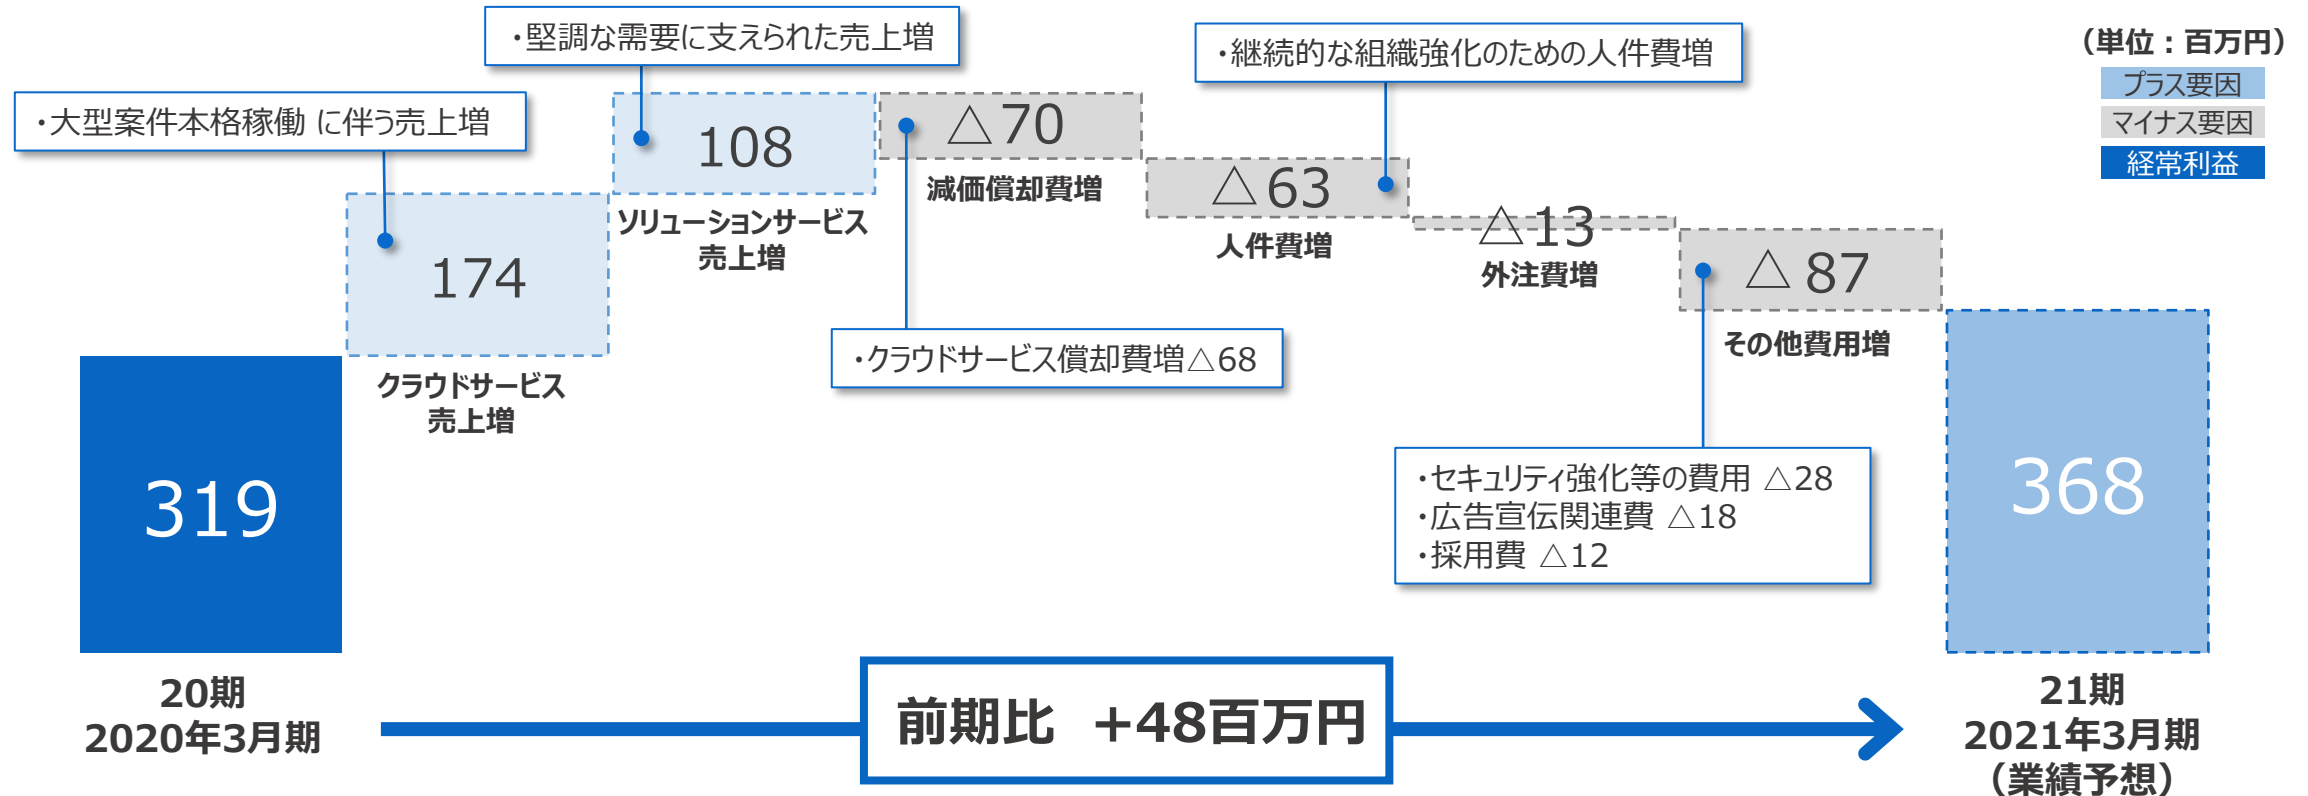 ・堅調な需要に支えられた売上増
・継続的な組織強化のための人件費増
（単位：百万円）
プラス要因
マイナス要因
経常利益
・大型案件本格稼働 に伴う売上増
174
クラウドサービス
売上増
108
ソリューションサービス
売上増
△70
減価償却費増
△63
人件費増
△13
外注費増
△ 87
その他費用増
・クラウドサービス償却費増△68
・セキュリティ強化等の費用 △28
・広告宣伝関連費 △18
・採用費 △12
319
368
20期
2020年3月期
前期比 +48百万円
21期
2021年3月期
（業績予想）